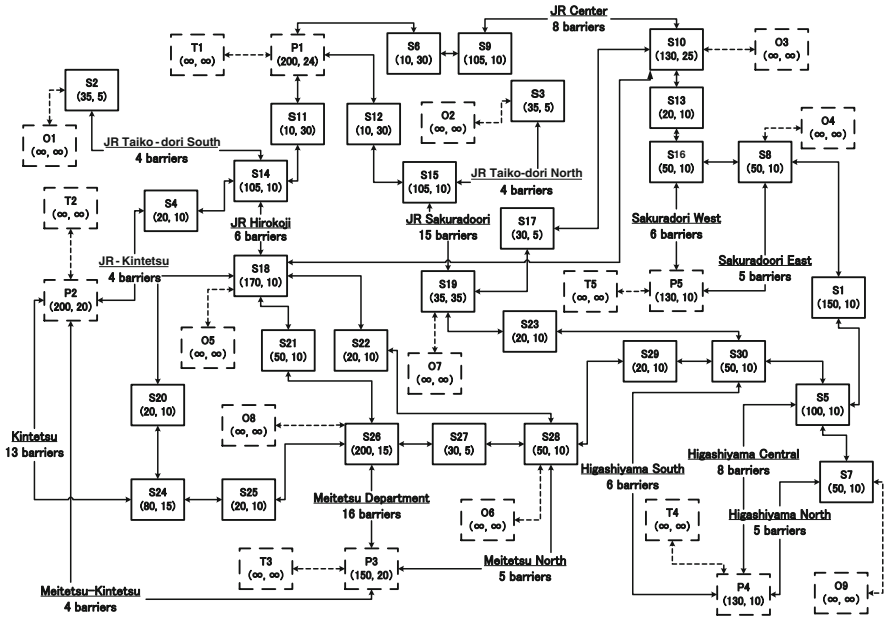 JR Center
8 barriers
T1
(∞, ∞)
P1
(200, 24)
S6
(10, 30)
S9
(105, 10)
S10
(130, 25)
O3
(∞, ∞)
S2
(35, 5)
S3
(35, 5)
S11
(10, 30)
S12
(10, 30)
O2
(∞, ∞)
S13
(20, 10)
O4
(∞, ∞)
O1
(∞, ∞)
JR Taiko-dori South
4 barriers
S14
(105, 10)
S15
(105, 10)
JR Taiko-dori North
4 barriers
S16
(50, 10)
S8
(50, 10)
T2
(∞, ∞)
S4
(20, 10)
JR Hirokoji
6 barriers
JR Sakuradoori
15 barriers
S17
(30, 5)
Sakuradori West
6 barriers
JR-Kintetsu
4 barriers
S18
(170, 10)
Sakuradoori East
5 barriers
P2
(200, 20)
S19
(35, 35)
T5
(∞, ∞)
P5
(130, 10)
S1
(150, 10)
O5
(∞, ∞)
S21
(50, 10)
S22
(20, 10)
S23
(20, 10)
O7
(∞, ∞)
S29
(20, 10)
S30
(50, 10)
S20
(20, 10)
S5
(100, 10)
O8
(∞, ∞)
Kintetsu
13 barriers
S26
(200, 15)
S27
(30, 5)
S28
(50, 10)
Higashiyama Central
8 barriers
Higashiyama South
6 barriers
S7
(50, 10)
S24
(80, 15)
S25
(20, 10)
Meitetsu Department
16 barriers
O6
(∞, ∞)
T4
(∞, ∞)
Higashiyama North
5 barriers
T3
(∞, ∞)
P3
(150, 20)
Meitetsu North
5 barriers
P4
(130, 10)
O9
(∞, ∞)
Meitetsu-Kintetsu
4 barriers